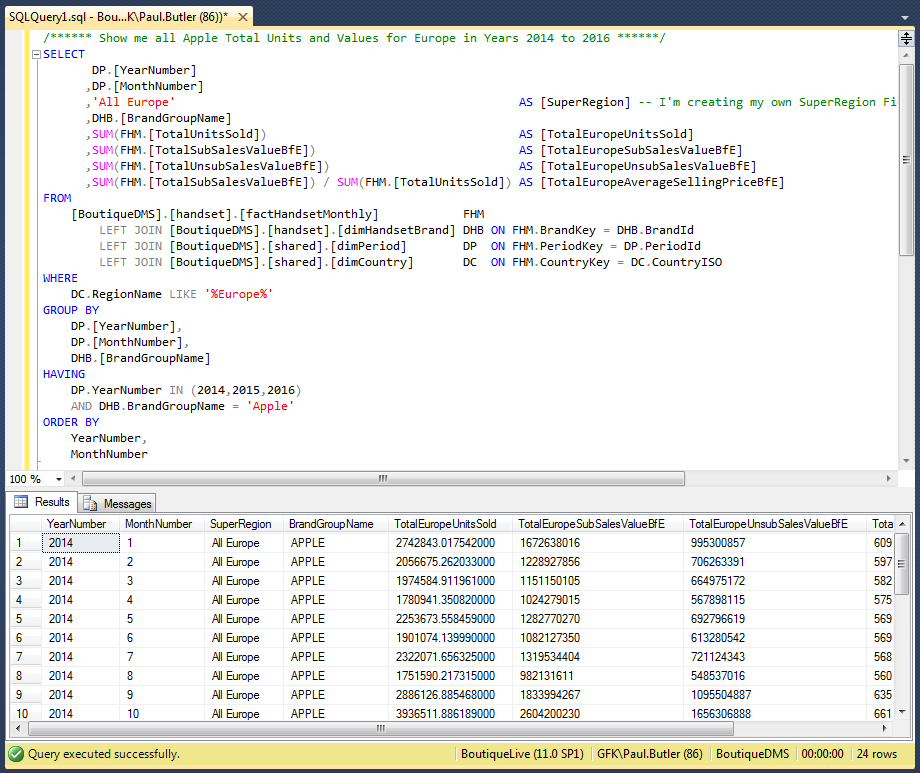 SQLQuery1.sql - Bou...K\Paul.Butler (86))*
/****** Show me all Apple Total Units and Values for Europe in Years 2014 to 2016 ******/
SELECT
DP.[YearNumber]
,DP.[MonthNumber]
,'All Europe' AS [SuperRegion] -- I'm creating my own SuperRegion Fi
,DHB.[BrandGroupName]
,SUM(FHM.[TotalUnitsSold]) AS [TotalEuropeUnitsSold]
,SUM(FHM.[TotalSubSalesValueBfE]) AS [TotalEuropeSubSalesValueBfE]
,SUM(FHM.[TotalUnsubSalesValueBfE]) AS [TotalEuropeUnsubSalesValueBfE]
,SUM(FHM.[TotalSubSalesValueBfE]) / SUM(FHM.[TotalUnitsSold]) AS [TotalEuropeAverageSellingPriceBfE]
FROM
[BoutiqueDMS].[handset].[factHandsetMonthly] FHM
LEFT JOIN [BoutiqueDMS].[handset].[dimHandsetBrand] DHB ON FHM.BrandKey = DHB.BrandId
LEFT JOIN [BoutiqueDMS].[shared].[dimPeriod] DP ON FHM.PeriodKey = DP.PeriodId
LEFT JOIN [BoutiqueDMS].[shared].[dimCountry] DC ON FHM.CountryKey = DC.CountryISO
WHERE
DC.RegionName LIKE '%Europe%'
GROUP BY
DP.[YearNumber],
DP.[MonthNumber],
DHB.[BrandGroupName]
HAVING
DP.YearNumber IN (2014,2015,2016)
AND DHB.BrandGroupName = 'Apple'
ORDER BY
YearNumber,
MonthNumber
100 %
Results Messages
YearNumber MonthNumber SuperRegion BrandGroupName TotalEuropeUnitsSold TotalEuropeSubSalesValueBfE TotalEuropeUnsubSalesValueBfE Tota
1 2014 1 All Europe APPLE 2742843.017542000 1672638016 995300857 609
2 2014 2 All Europe APPLE 2056675.262033000 1228927856 706263391 597
3 2014 3 All Europe APPLE 1974584.911961000 1151150105 664975172 582
4 2014 4 All Europe APPLE 1780941.350820000 1024279015 567898115 575
5 2014 5 All Europe APPLE 2253673.558459000 1282770270 692796619 569
6 2014 6 All Europe APPLE 1901074.139990000 1082127350 613280542 569
7 2014 7 All Europe APPLE 2322071.656325000 1319534404 721124343 568
8 2014 8 All Europe APPLE 1751590.217315000 982131611 548537016 560
9 2014 9 All Europe APPLE 2886126.885468000 1833994267 1095504887 635
10 2014 10 All Europe APPLE 3936511.886189000 2604200230 1656306888 661
Query executed successfully. BoutiqueLive (11.0 SP1) GFK\Paul.Butler (86) BoutiqueDMS 00:00:00 24 rows